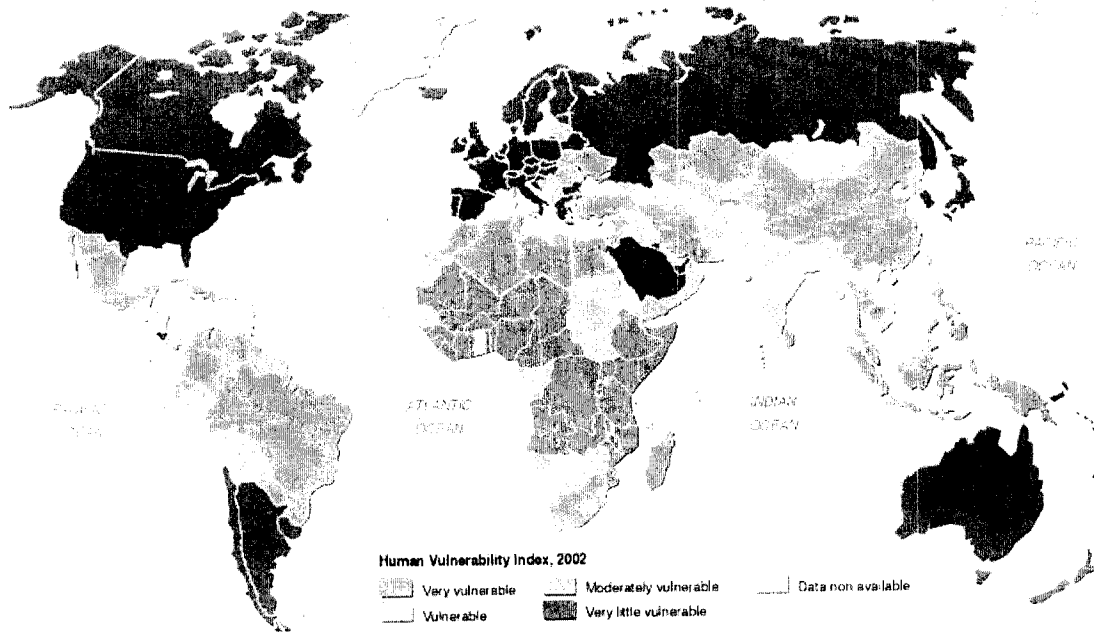 PACIFIC
OCEAN
ATLANTIC
OCEAN
INDIAN
OCEAN
Human Vulnerability Index, 2002
Very vulnerable
Moderately vulnerable
Data non available
Vulnerable
Very little vulnerable